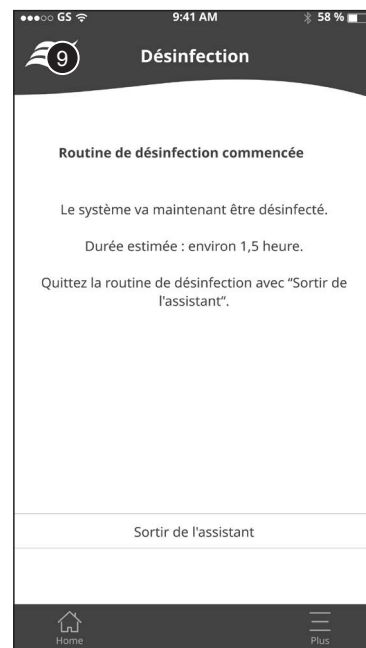 GS 9:41 AM 58 %
9 Désinfection
Routine de désinfection commencée
Le système va maintenant être désinfecté.
Durée estimée : environ 1,5 heure.
Quittez la routine de désinfection avec “Sortir de
l'assistant”.
Sortir de l'assistant
Home Plus